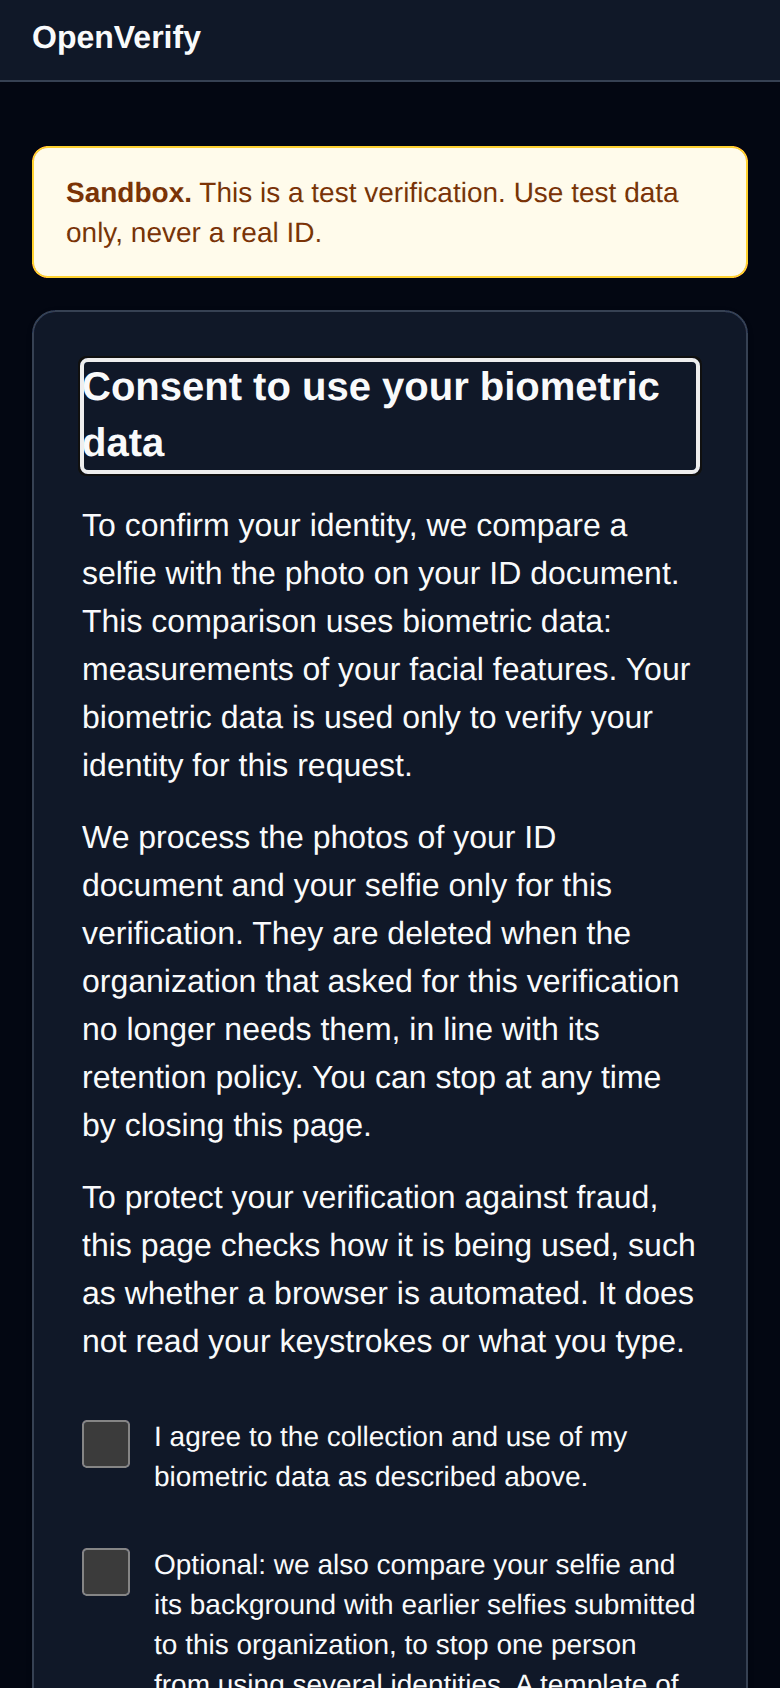 OpenVerify
Sandbox. This is a test verification. Use test data
only, never a real ID.
Consent to use your biometric
data
To confirm your identity, we compare a
selfie with the photo on your ID document.
This comparison uses biometric data:
measurements of your facial features. Your
biometric data is used only to verify your
identity for this request.
We process the photos of your ID
document and your selfie only for this
verification. They are deleted when the
organization that asked for this verification
no longer needs them, in line with its
retention policy. You can stop at any time
by closing this page.
To protect your verification against fraud,
this page checks how it is being used, such
as whether a browser is automated. It does
not read your keystrokes or what you type.
I agree to the collection and use of my
biometric data as described above.
Optional: we also compare your selfie and
its background with earlier selfies submitted
to this organization, to stop one person
from using several identities. A template of